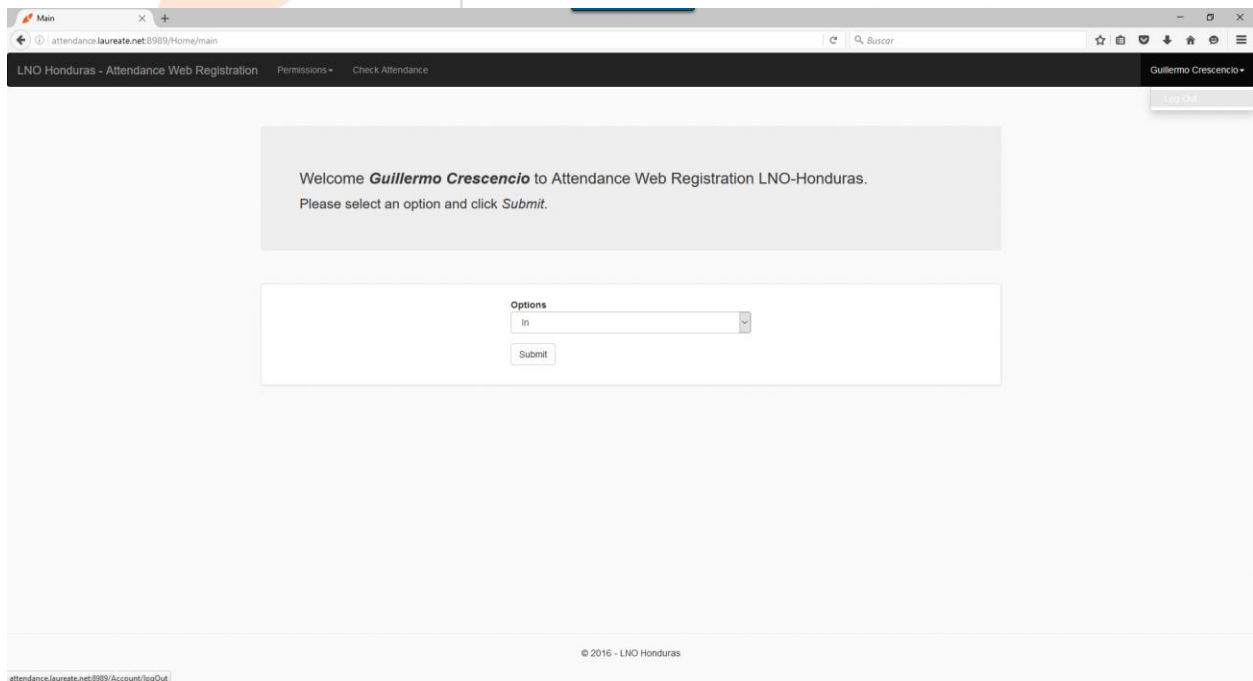 Main
attendance.laureate.net:8989/Home/main
Buscar
LNO Honduras - Attendance Web Registration Permissions Check Attendance Guillermo Crescencio
Log Out
Welcome Guillermo Crescencio to Attendance Web Registration LNO-Honduras.
Please select an option and click Submit.
Options
In
Submit
© 2016 - LNO Honduras
attendance.laureate.net:8989/Account/logOut